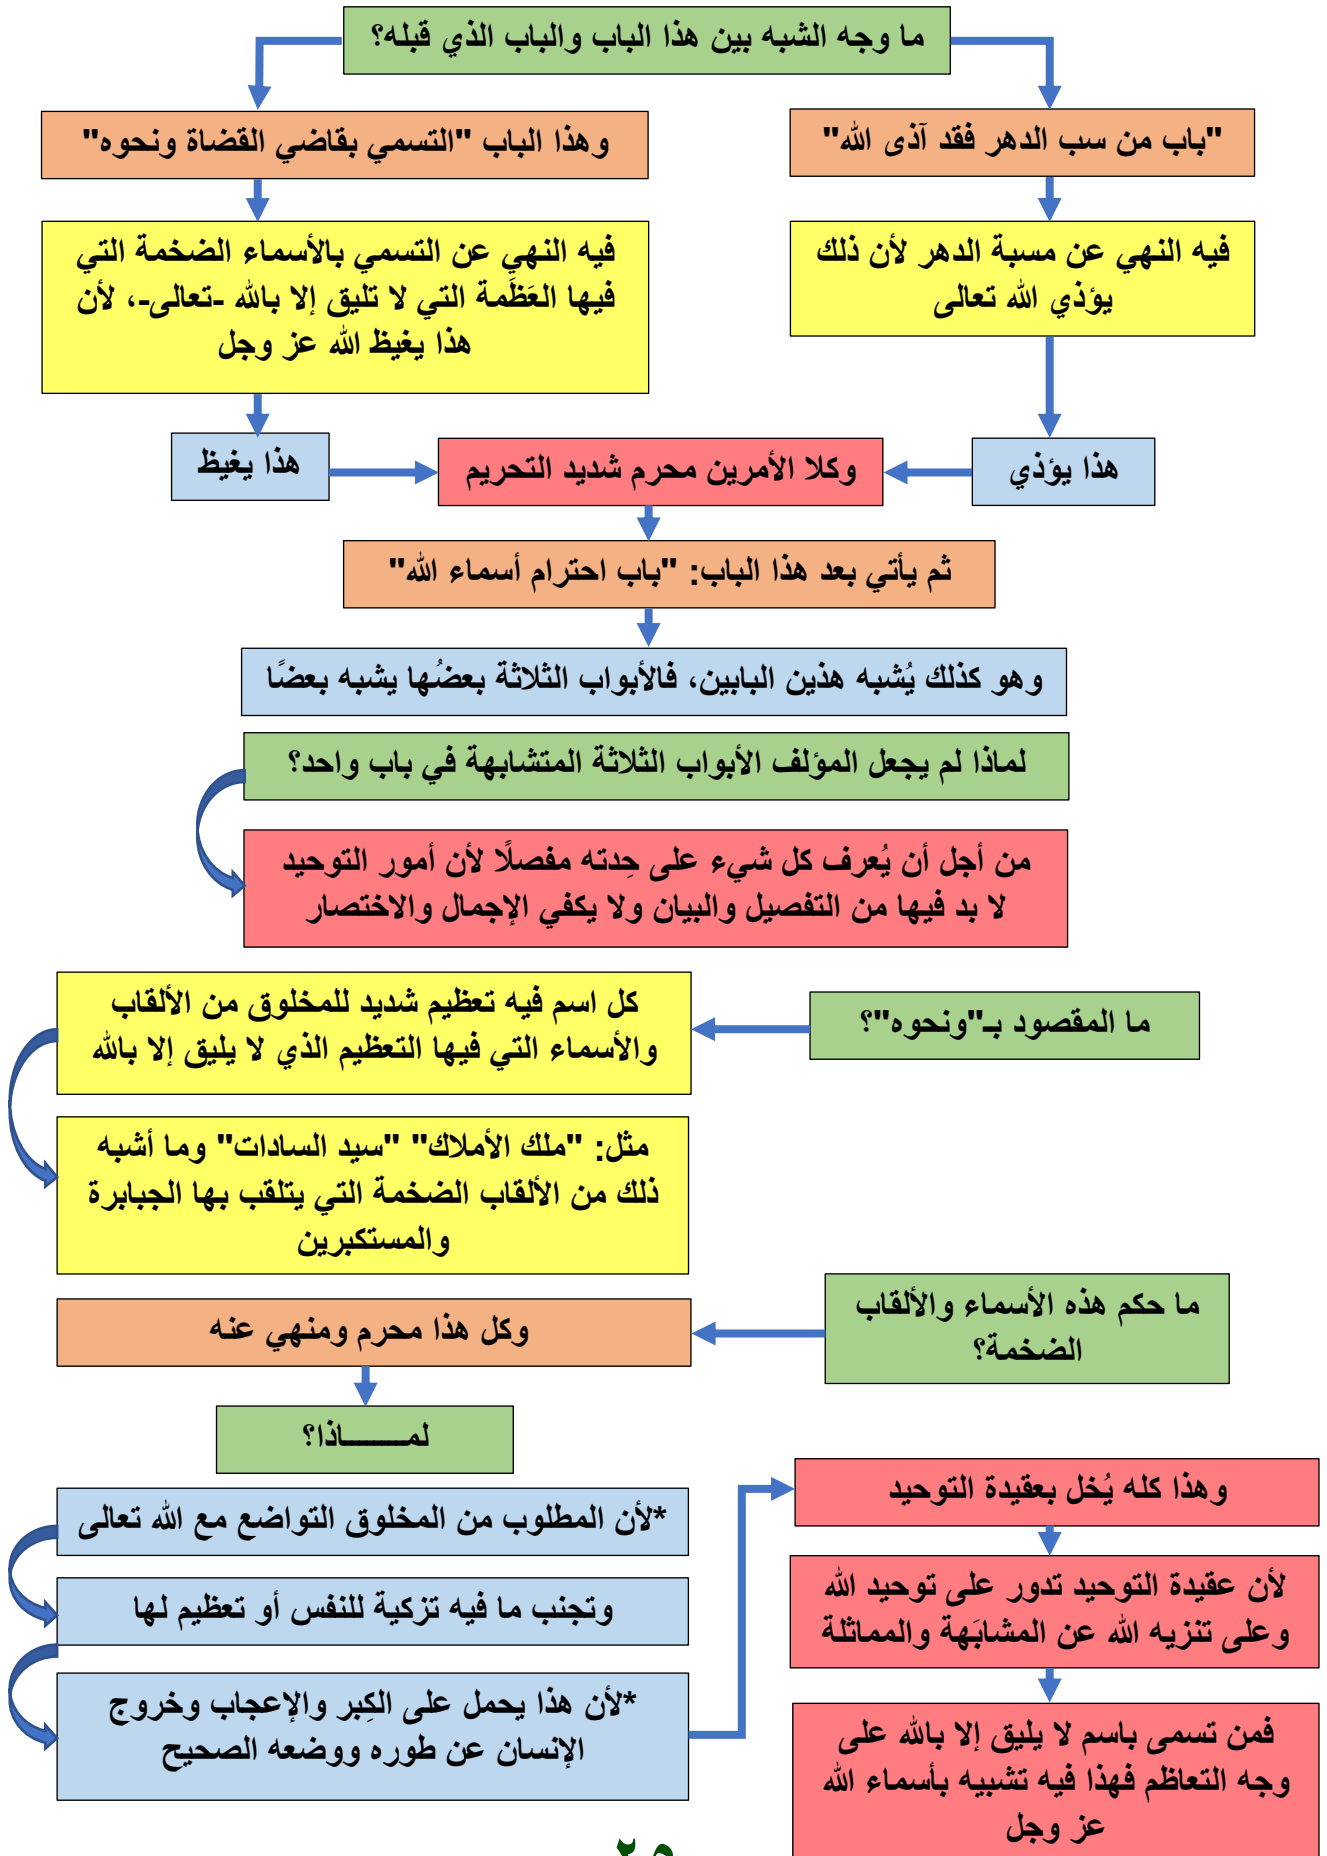 ما وجه الشبه بين هذا الباب والباب الذي قبله؟
"باب من سب الدهر فقد آذى الله"
وهذا الباب "التسمي بقاضي القضاة ونحوه"
فيه النهي عن مسبة الدهر لأن ذلك
يؤذي الله تعالى
فيه النهي عن التسمي بالأسماء الضخمة التي
فيها العَظَمة التي لا تليق إلا بالله -تعالى-، لأن
هذا يغيظ الله عز وجل
هذا يؤذي
وكلا الأمرين محرم شديد التحريم
هذا يغيظ
ثم يأتي بعد هذا الباب: "باب احترام أسماء الله"
وهو كذلك يُشبه هذين البابين، فالأبواب الثلاثة بعضُها يشبه بعضًا
لماذا لم يجعل المؤلف الأبواب الثلاثة المتشابهة في باب واحد؟
من أجل أن يُعرف كل شيء على حِدته مفصلًا لأن أمور التوحيد
لا بد فيها من التفصيل والبيان ولا يكفي الإجمال والاختصار
ما المقصود بـ"ونحوه"؟
كل اسم فيه تعظيم شديد للمخلوق من الألقاب
والأسماء التي فيها التعظيم الذي لا يليق إلا بالله
مثل: "ملك الأملاك" "سيد السادات" وما أشبه
ذلك من الألقاب الضخمة التي يتلقب بها الجبابرة
والمستكبرين
ما حكم هذه الأسماء والألقاب
الضخمة؟
وكل هذا محرم ومنهي عنه
لمــــــاذا؟
*لأن المطلوب من المخلوق التواضع مع الله تعالى
وتجنب ما فيه تزكية للنفس أو تعظيم لها
*لأن هذا يحمل على الكِبر والإعجاب وخروج
الإنسان عن طوره ووضعه الصحيح
وهذا كله يُخل بعقيدة التوحيد
لأن عقيدة التوحيد تدور على توحيد الله
وعلى تنزيه الله عن المشابَهة والمماثلة
فمن تسمى باسم لا يليق إلا بالله على
وجه التعاظم فهذا فيه تشبيه بأسماء الله
عز وجل